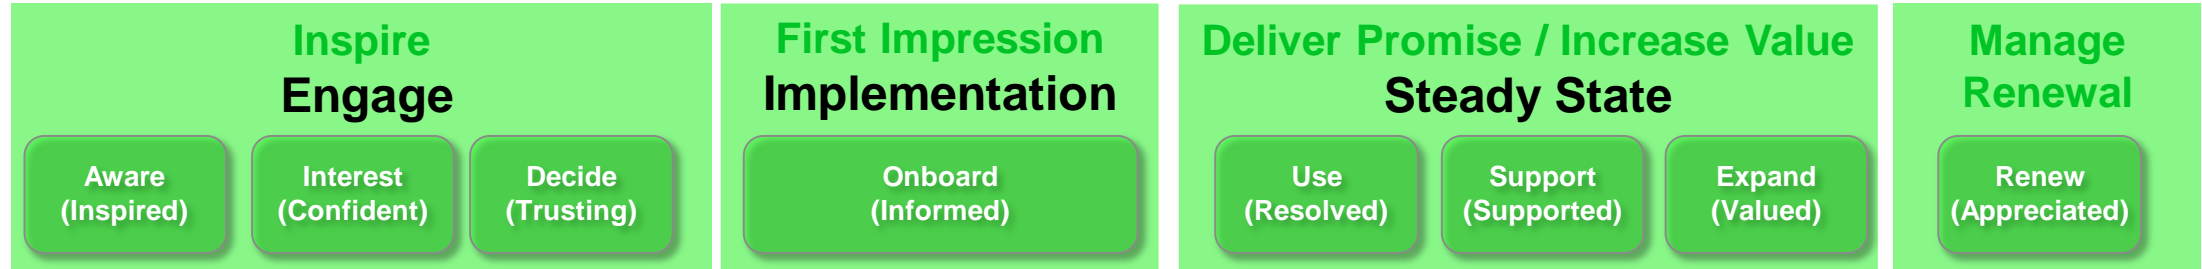 Inspire
Engage
Aware
(Inspired)
Interest
(Confident)
Decide
(Trusting)
First Impression
Implementation
Onboard
(Informed)
Deliver Promise / Increase Value
Steady State
Use
(Resolved)
Support
(Supported)
Expand
(Valued)
Manage
Renewal
Renew
(Appreciated)